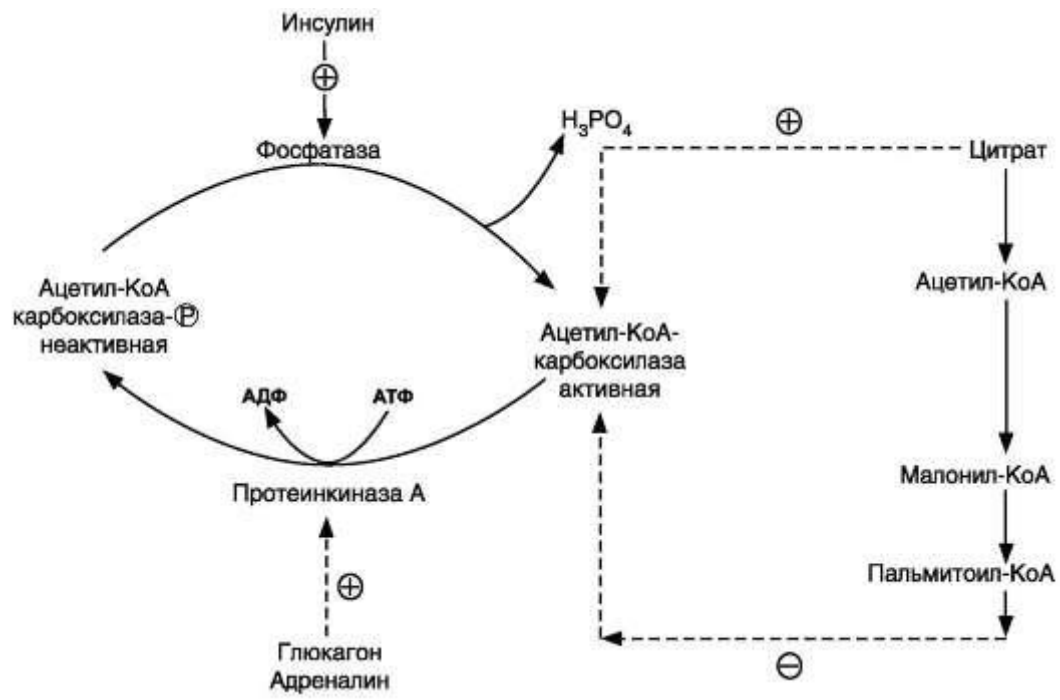 Инсулин
⊕
Фосфатаза
H₃PO₄
⊕
Цитрат
Ацетил-КоА
карбоксилаза-Ⓟ
неактивная
Ацетил-КоА-
карбоксилаза
активная
Ацетил-КоА
АДФ
АТФ
Протеинкиназа А
Малонил-КоА
Пальмитоил-КоА
⊕
⊖
Глюкагон
Адреналин